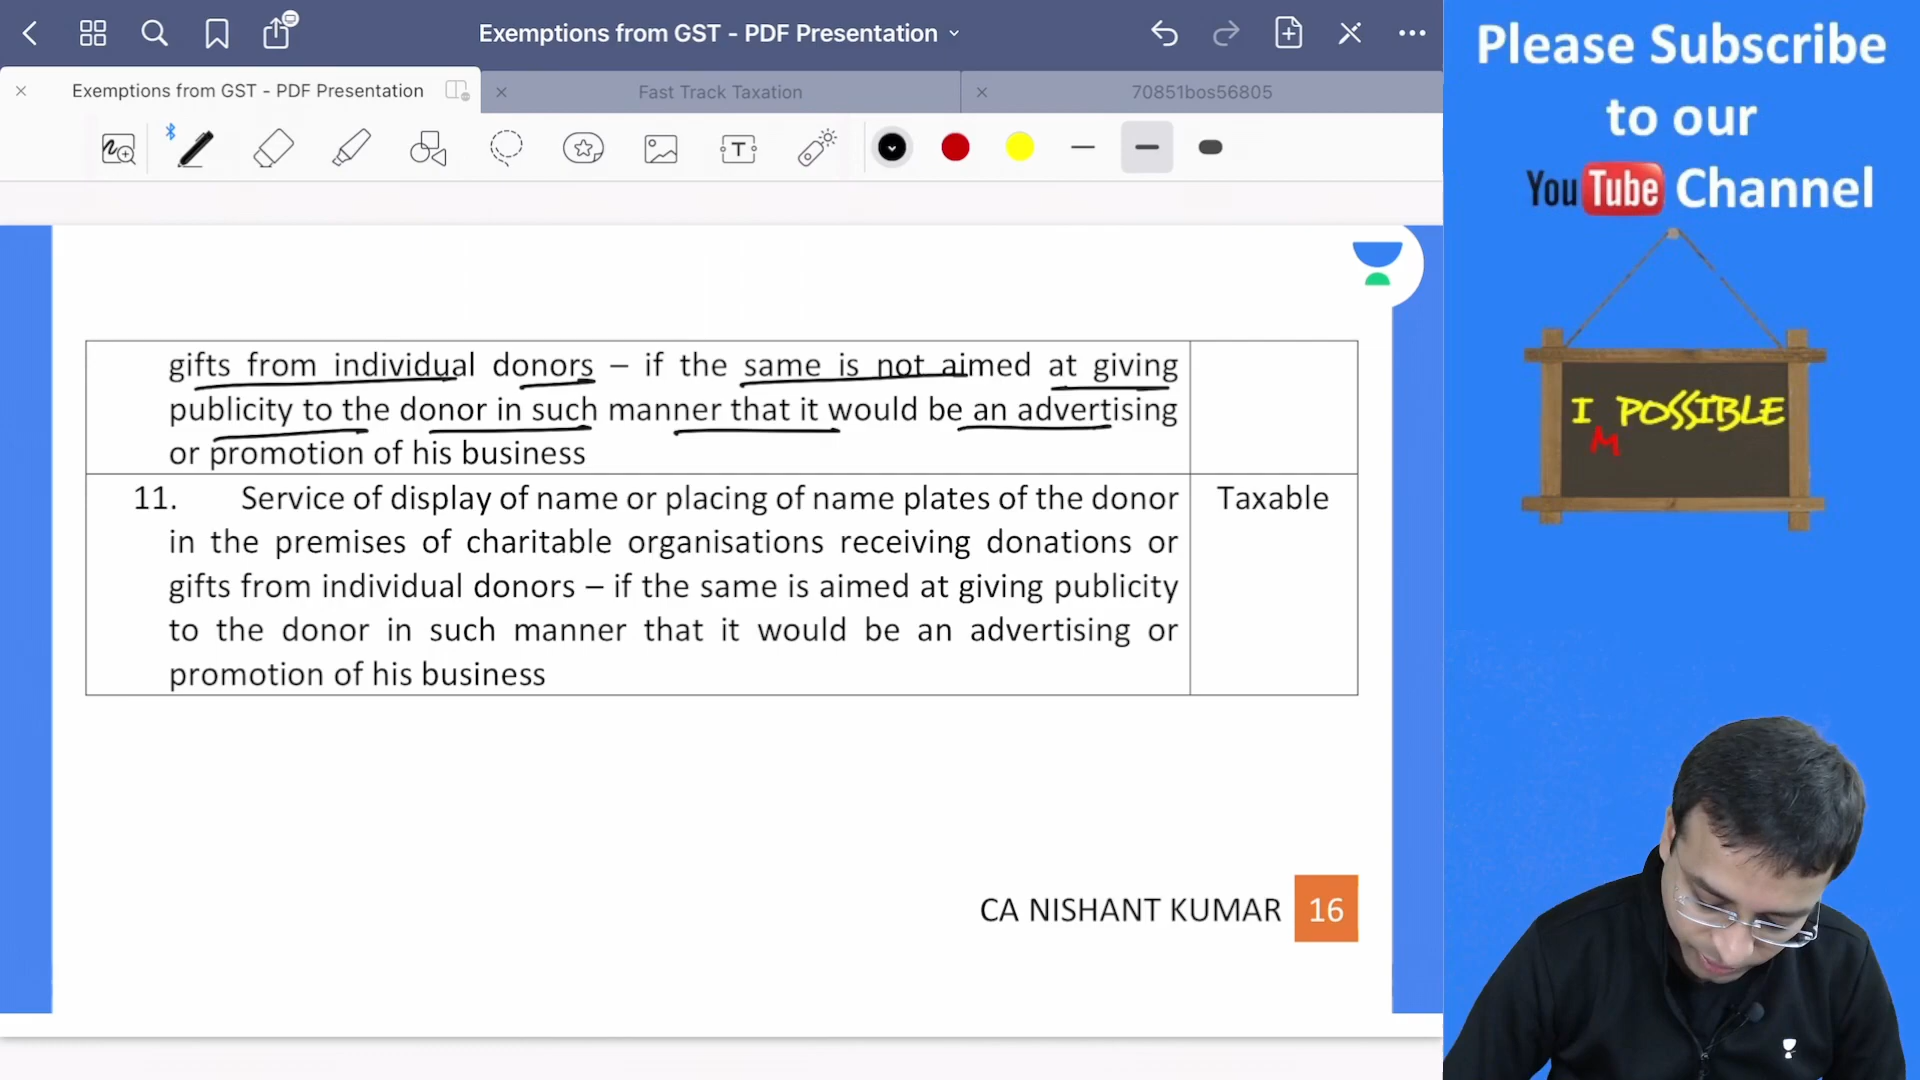 Exemptions from GST - PDF Presentation
Exemptions from GST - PDF Presentation
Fast Track Taxation
70851bos56805
T
gifts from individual donors – if the same is not aimed at giving
publicity to the donor in such manner that it would be an advertising
or promotion of his business
11. Service of display of name or placing of name plates of the donor
in the premises of charitable organisations receiving donations or
gifts from individual donors – if the same is aimed at giving publicity
to the donor in such manner that it would be an advertising or
promotion of his business
Taxable
CA NISHANT KUMAR 16
Please Subscribe
to our
YouTube Channel
I POSSIBLE
M